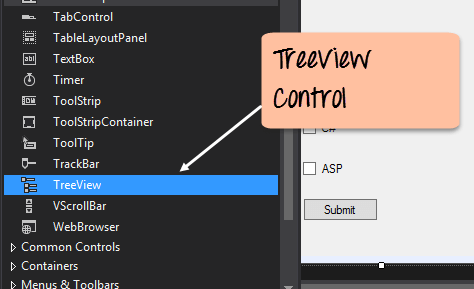 TabControl
TableLayoutPanel
TextBox
Timer
ToolStrip
ToolStripContainer
ToolTip
TrackBar
TreeView
VScrollBar
WebBrowser
Common Controls
Containers
Menus & Toolbars
TreeView
Control
C#
ASP
Submit